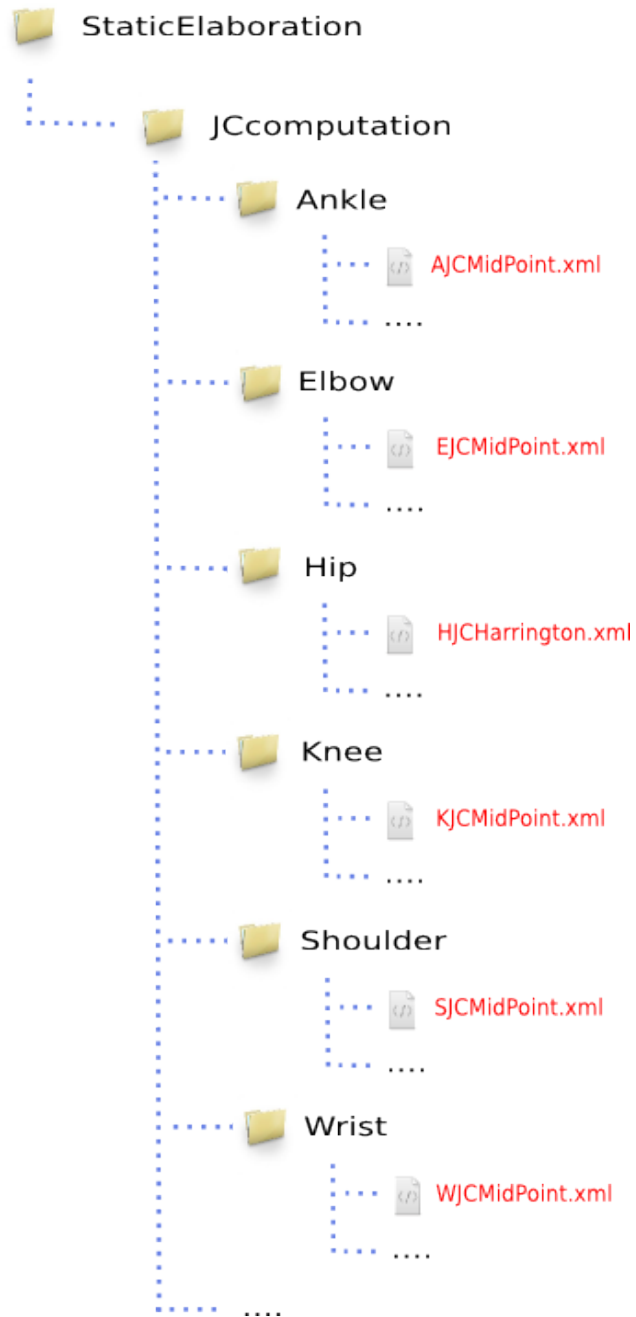 StaticElaboration
JCcomputation
Ankle
AJCMidPoint.xml
....
Elbow
EJCMidPoint.xml
....
Hip
HJCHarrington.xml
....
Knee
KJCMidPoint.xml
....
Shoulder
SJCMidPoint.xml
....
Wrist
WJCMidPoint.xml
....
....